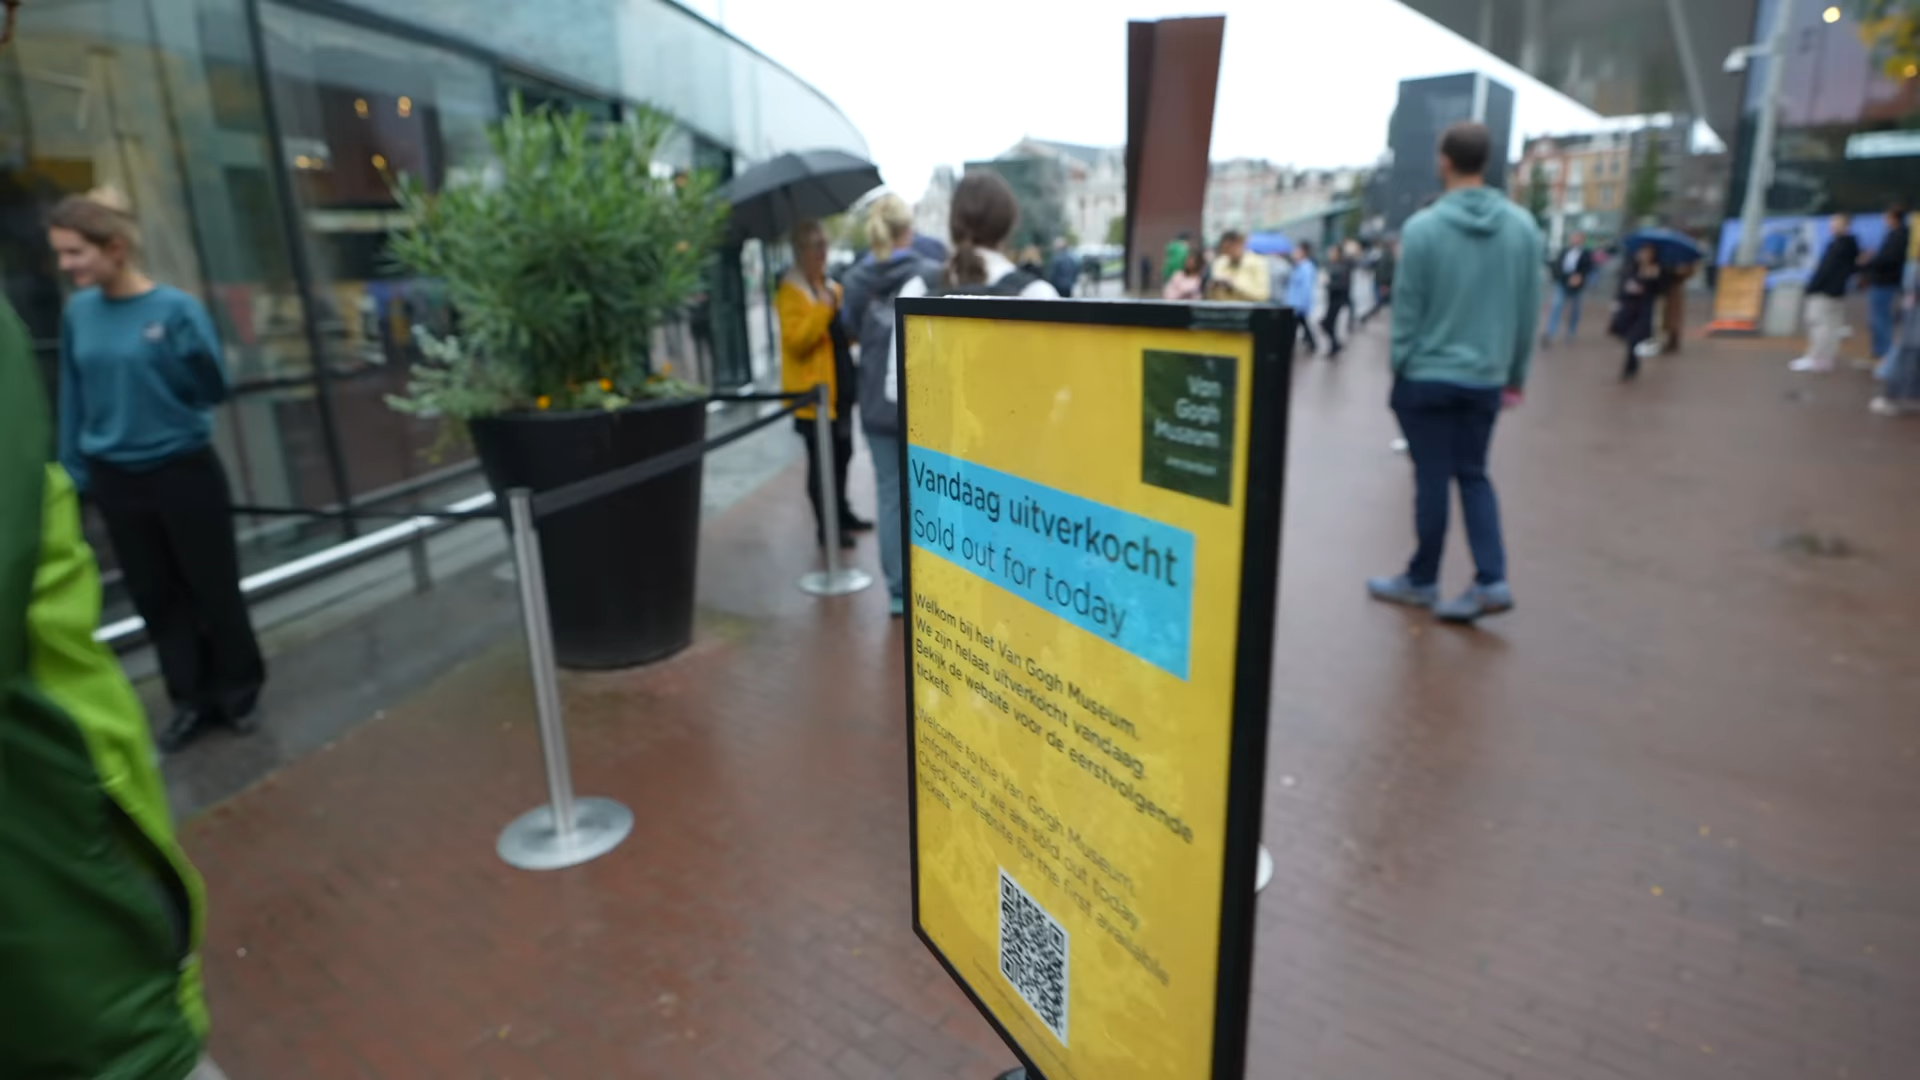 Van
Gogh
Museum
Amsterdam
Vandaag uitverkocht
Sold out for today
Welkom bij het Van Gogh Museum.
We zijn helaas uitverkocht vandaag.
Bekijk de website voor de eerstvolgende
tickets.
Welcome to the Van Gogh Museum.
Unfortunately we are sold out today.
Check our website for the first available
tickets.